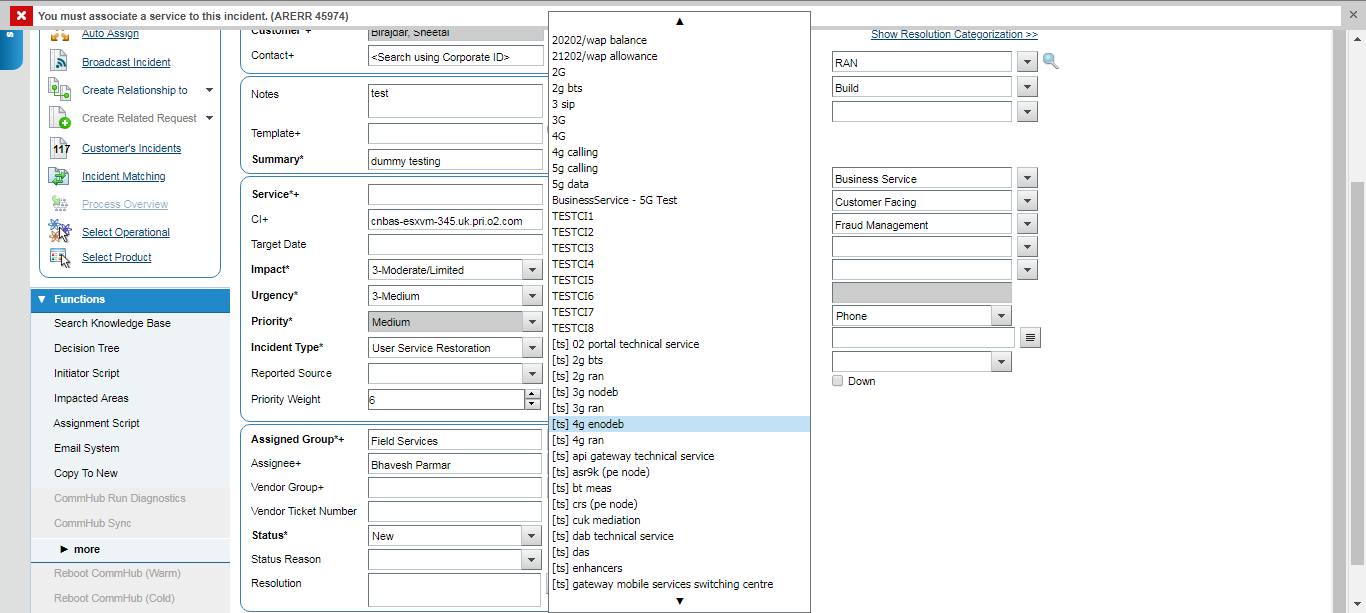 You must associate a service to this incident. (ARERR 45974)
Auto Assign
Broadcast Incident
Create Relationship to
Create Related Request
117
Customer's Incidents
Incident Matching
Process Overview
Select Operational
Select Product
Functions
Search Knowledge Base
Decision Tree
Initiator Script
Impacted Areas
Assignment Script
Email System
Copy To New
CommHub Run Diagnostics
CommHub Sync
more
Reboot CommHub (Warm)
Reboot CommHub (Cold)
Customer*+ Birajdar, Sheetal
Contact+ <Search using Corporate ID>
Notes test
Template+
Summary* dummy testing
Service*+
CI+ cnbas-esxvm-345.uk.pri.o2.com
Target Date
Impact* 3-Moderate/Limited
Urgency* 3-Medium
Priority* Medium
Incident Type* User Service Restoration
Reported Source
Priority Weight 6
Assigned Group*+ Field Services
Assignee+ Bhavesh Parmar
Vendor Group+
Vendor Ticket Number
Status* New
Status Reason
Resolution
20202/wap balance
21202/wap allowance
2G
2g bts
3 sip
3G
4G
4g calling
5g calling
5g data
BusinessService - 5G Test
TESTCI1
TESTCI2
TESTCI3
TESTCI4
TESTCI5
TESTCI6
TESTCI7
TESTCI8
[ts] 02 portal technical service
[ts] 2g bts
[ts] 2g ran
[ts] 3g nodeb
[ts] 3g ran
[ts] 4g enodeb
[ts] 4g ran
[ts] api gateway technical service
[ts] asr9k (pe node)
[ts] bt meas
[ts] crs (pe node)
[ts] cuk mediation
[ts] dab technical service
[ts] das
[ts] enhancers
[ts] gateway mobile services switching centre
Show Resolution Categorization >>
RAN
Build
Business Service
Customer Facing
Fraud Management
Phone
Down